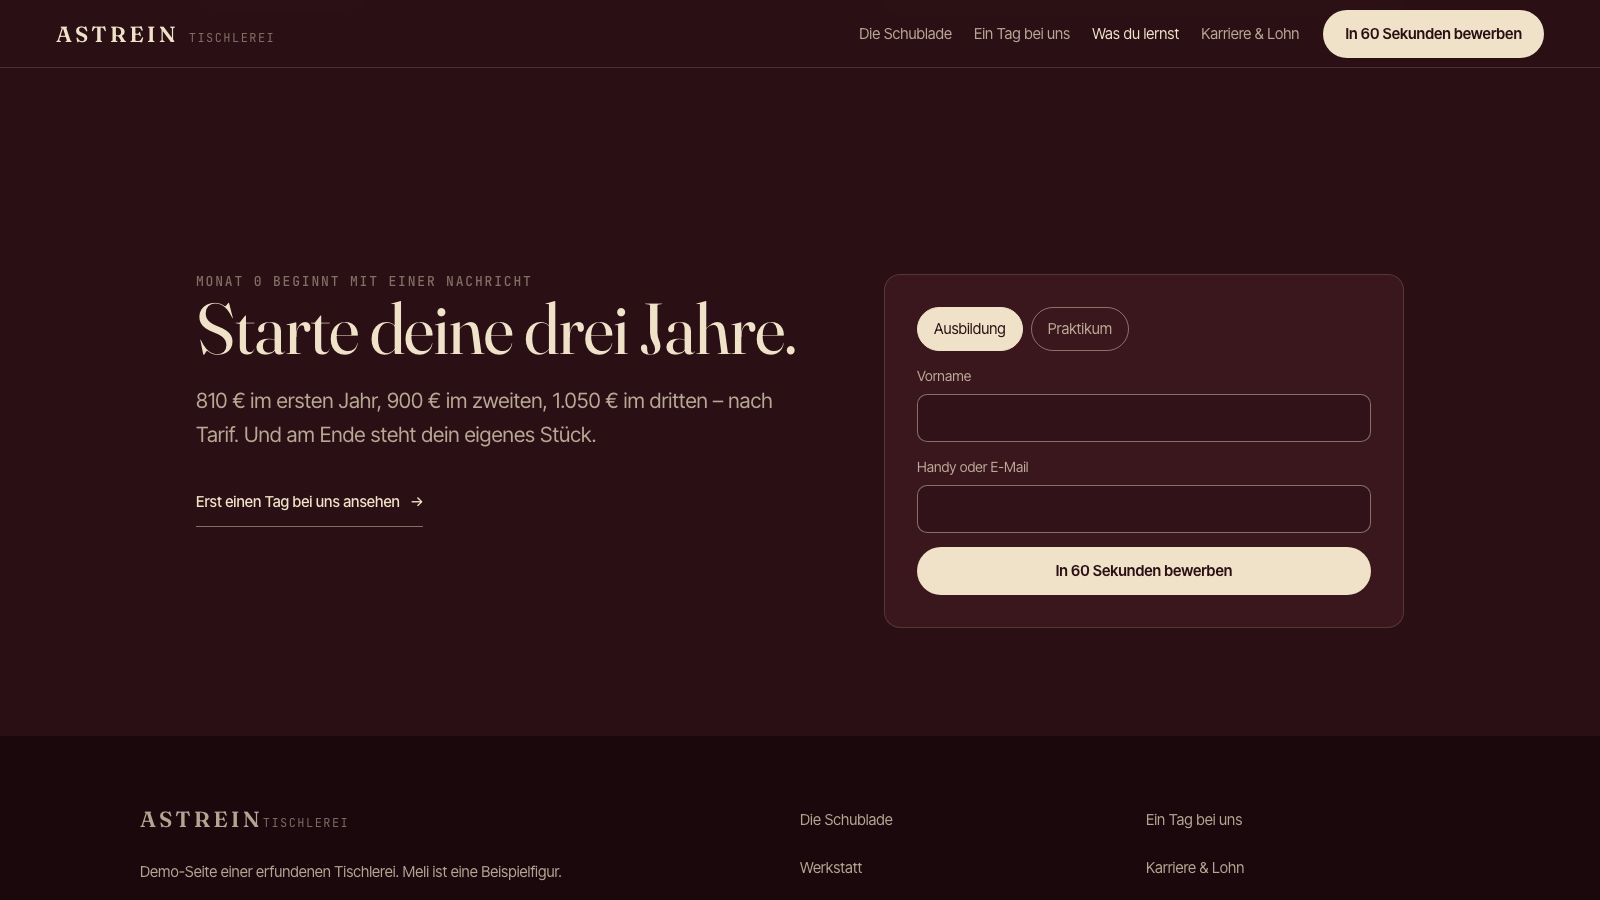 ASTREIN TISCHLEREI
Die Schublade
Ein Tag bei uns
Was du lernst
Karriere & Lohn
In 60 Sekunden bewerben
MONAT 0 BEGINNT MIT EINER NACHRICHT
Starte deine drei Jahre.
810 € im ersten Jahr, 900 € im zweiten, 1.050 € im dritten – nach
Tarif. Und am Ende steht dein eigenes Stück.
Erst einen Tag bei uns ansehen →
Ausbildung
Praktikum
Vorname
Handy oder E-Mail
In 60 Sekunden bewerben
ASTREIN TISCHLEREI
Demo-Seite einer erfundenen Tischlerei. Meli ist eine Beispielfigur.
Die Schublade
Werkstatt
Ein Tag bei uns
Karriere & Lohn